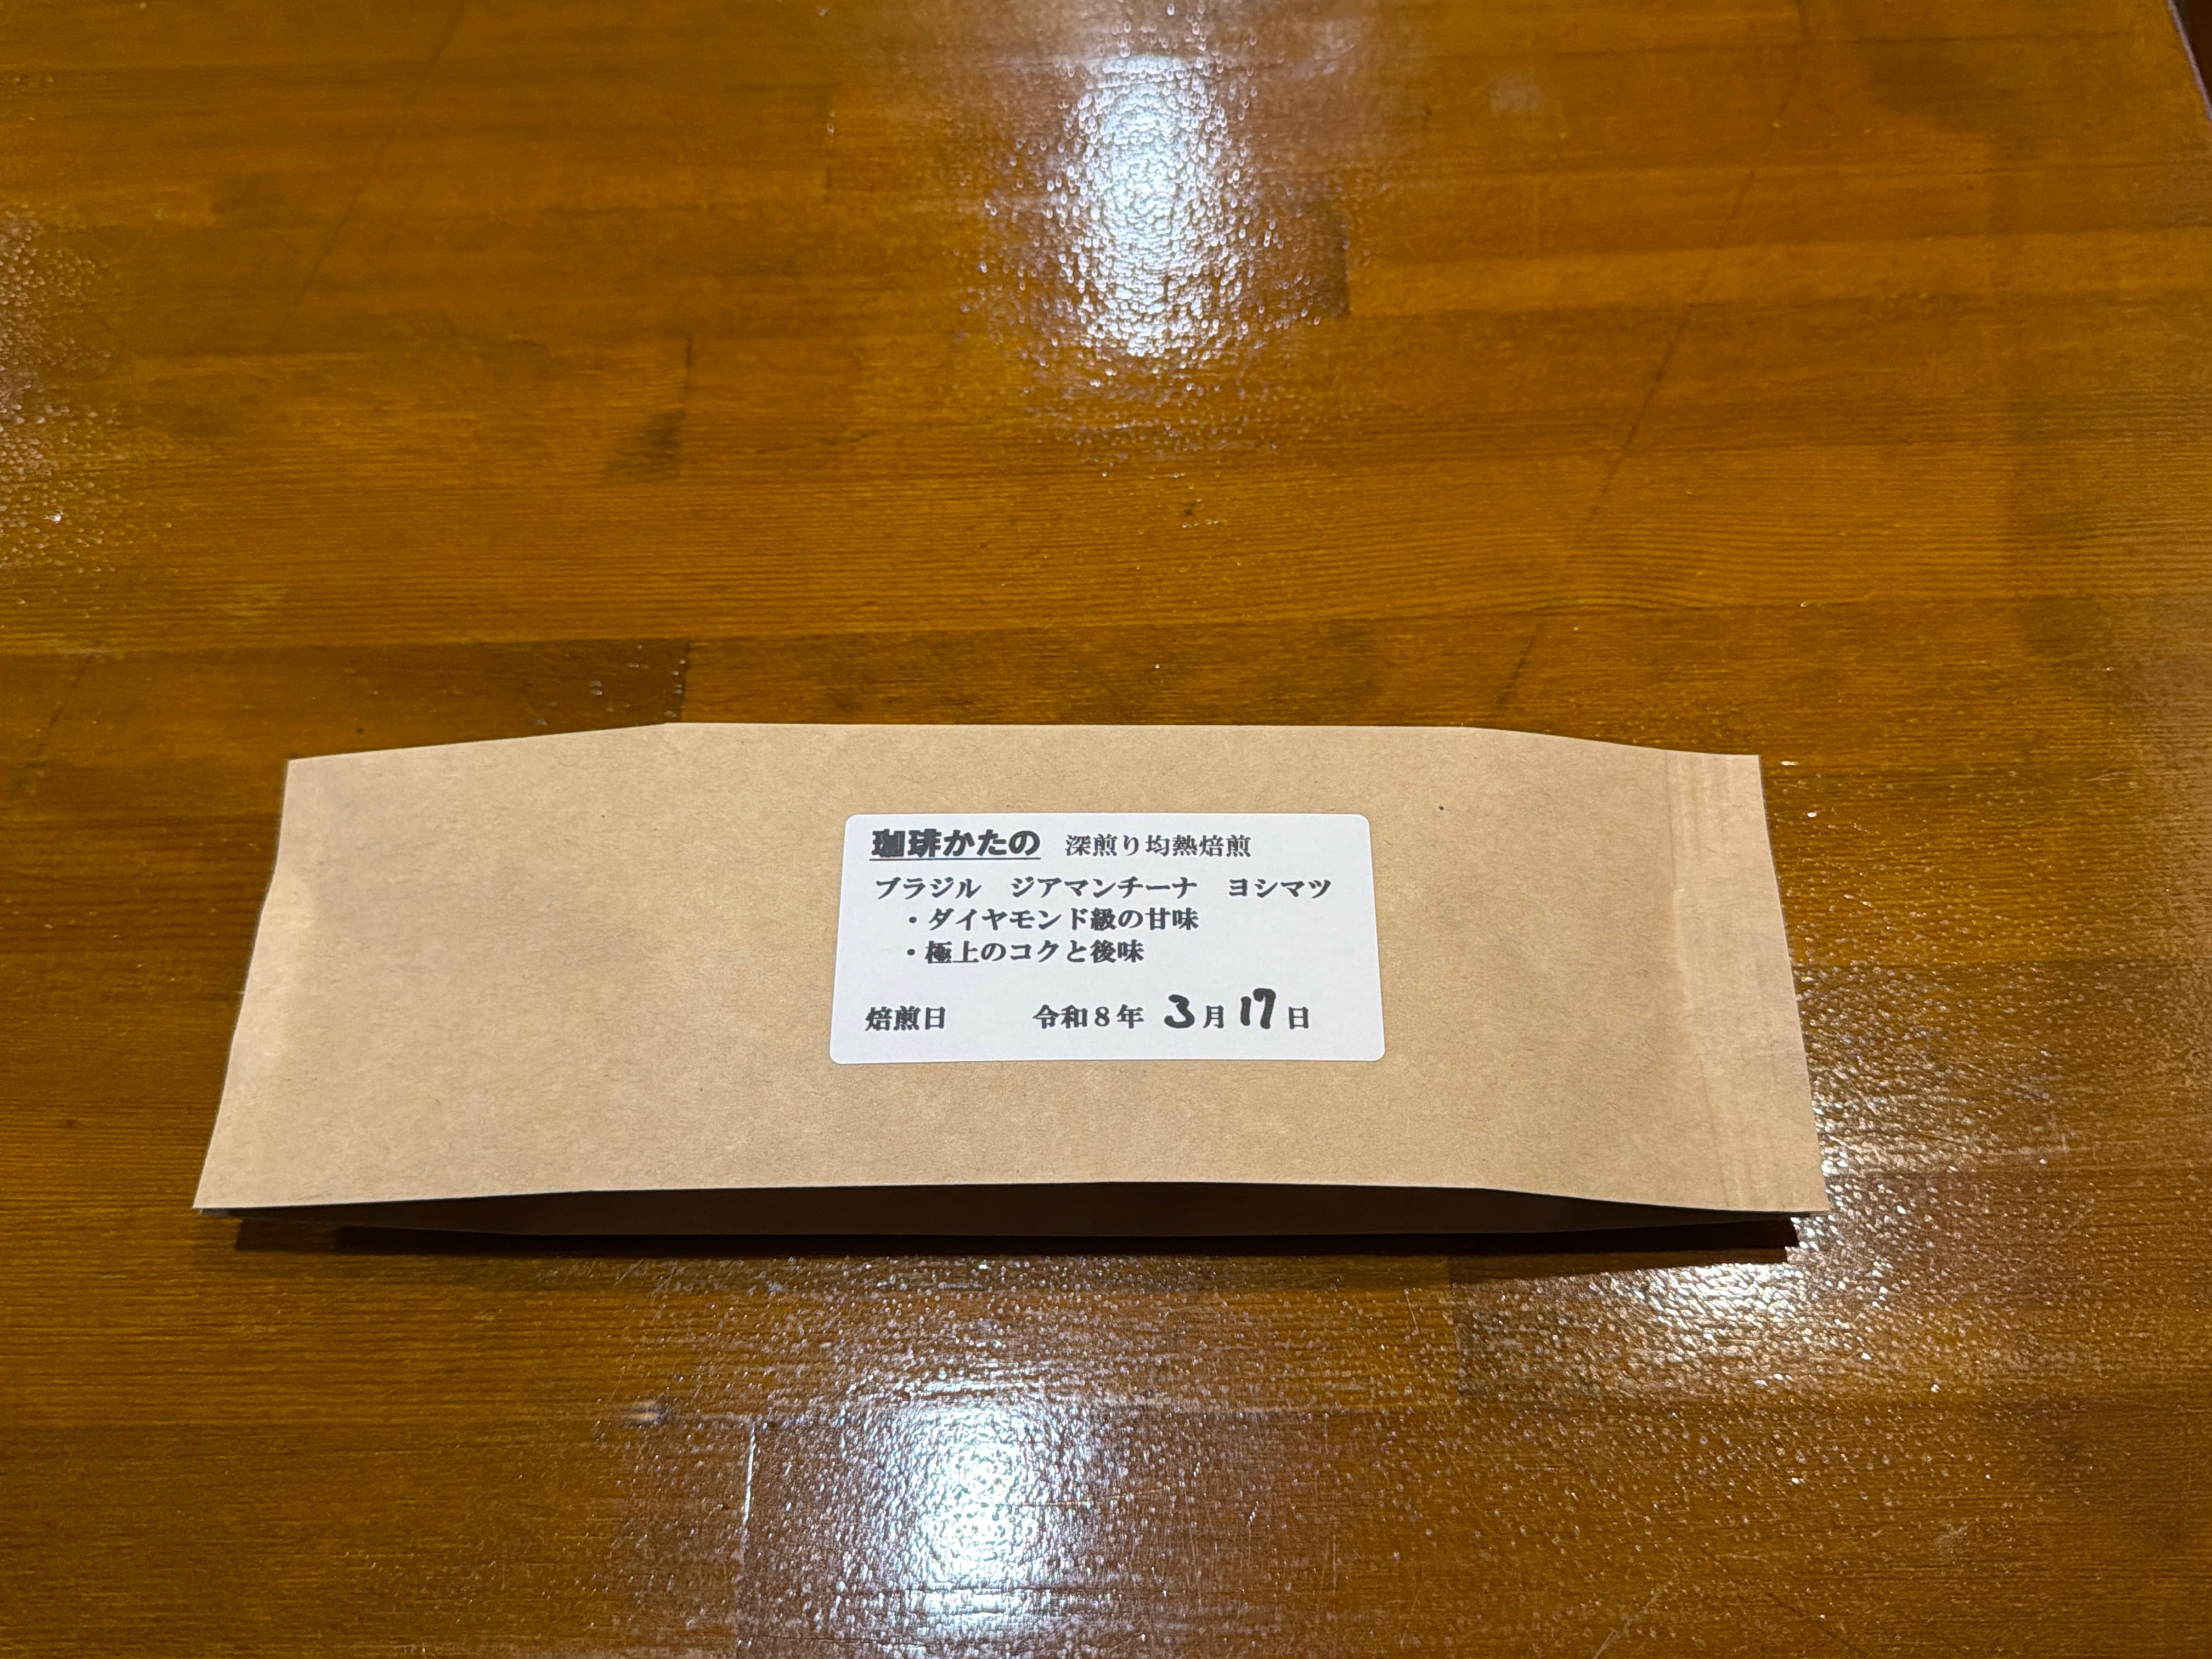 珈琲かたの 深煎り均熱焙煎
ブラジル ジアマンチーナ ヨシマツ
・ダイヤモンド級の甘味
・極上のコクと後味
焙煎日 令和8年 3月17日